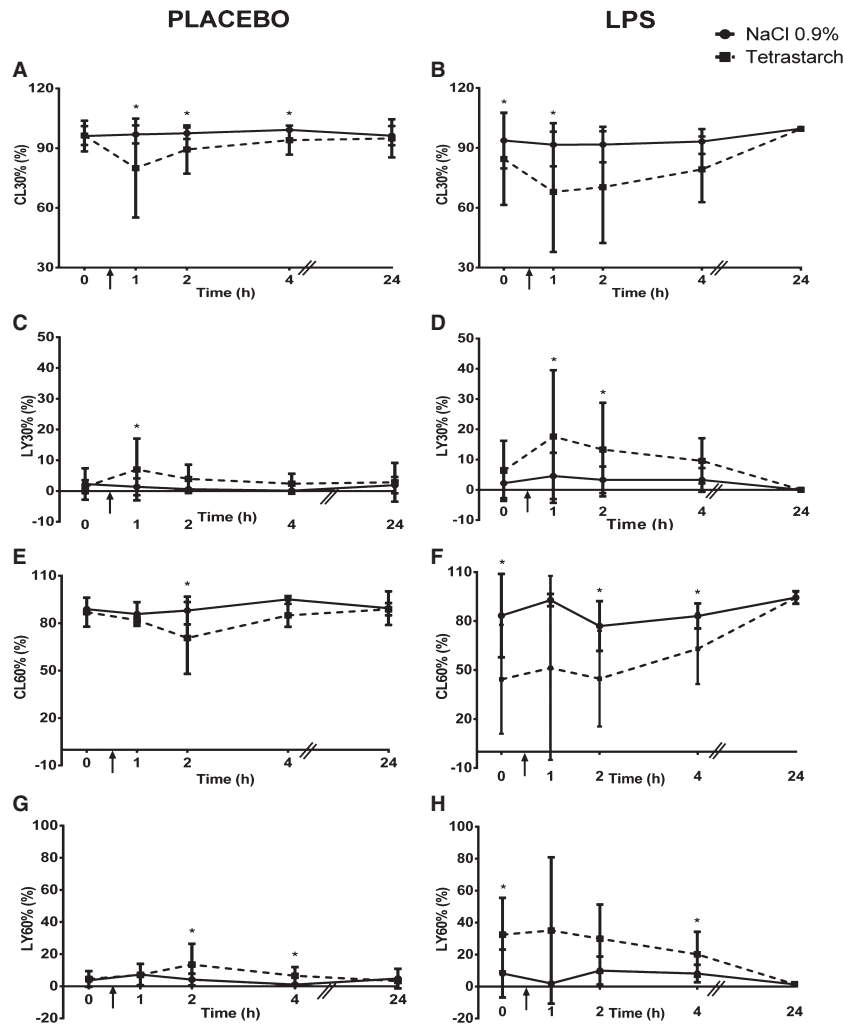 PLACEBO
LPS
NaCl 0.9%
Tetrastarch
A
120
90
60
30
CL30% (%)
* * *
0 1 2 4 24
Time (h)
B
120
90
60
30
CL30% (%)
* *
0 1 2 4 24
Time (h)
C
50
40
30
20
10
0
-10
LY30% (%)
*
0 1 2 4 24
Time (h)
D
50
40
30
20
10
0
-10
LY30% (%)
* *
0 1 2 4 24
Time (h)
E
110
80
50
20
-10
CL60% (%)
*
0 1 2 4 24
Time (h)
F
110
80
50
20
-10
CL60% (%)
* * *
0 1 2 4 24
Time (h)
G
100
80
60
40
20
0
-20
LY60% (%)
* *
0 1 2 4 24
Time (h)
H
100
80
60
40
20
0
-20
LY60% (%)
* *
0 1 2 4 24
Time (h)